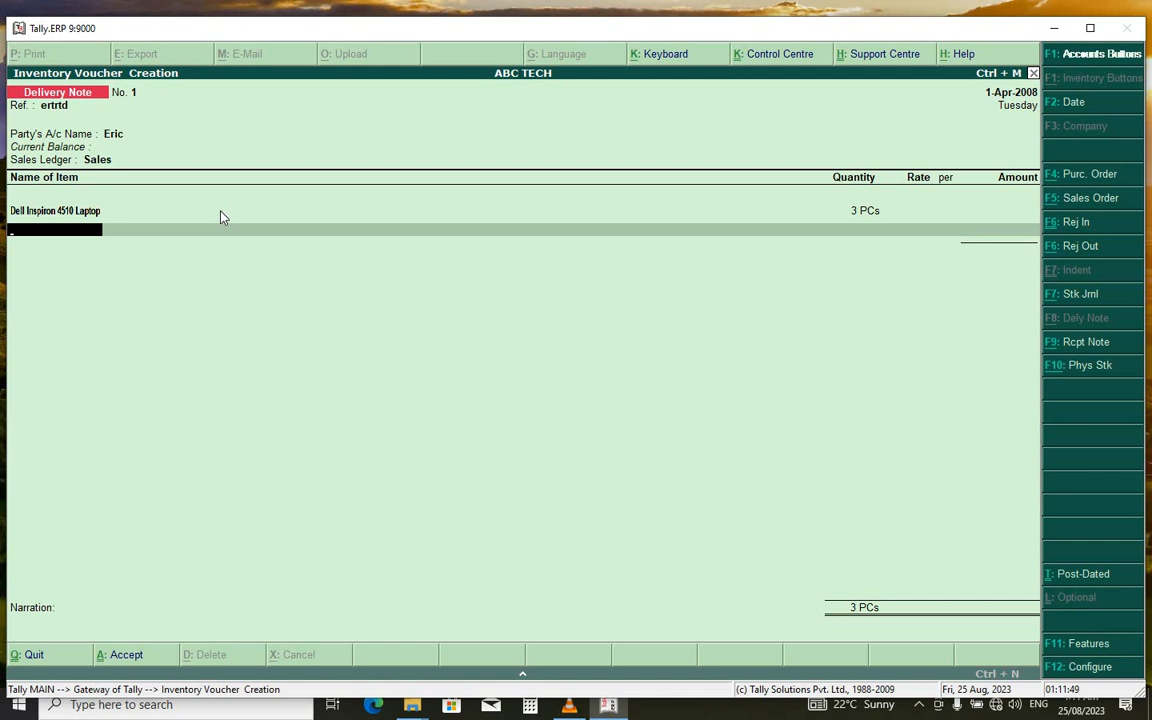 Tally.ERP 9:9000
P: Print E: Export M: E-Mail O: Upload G: Language K: Keyboard K: Control Centre H: Support Centre H: Help
Inventory Voucher Creation ABC TECH Ctrl + M
Delivery Note No. 1 1-Apr-2008
Ref. : ertrtd Tuesday
Party's A/c Name : Eric
Current Balance :
Sales Ledger : Sales
Name of Item Quantity Rate per Amount
Dell Inspiron 4510 Laptop 3 PCs
Narration: 3 PCs
Q: Quit A: Accept D: Delete X: Cancel
Ctrl + N
Tally MAIN --> Gateway of Tally --> Inventory Voucher Creation (c) Tally Solutions Pvt. Ltd., 1988-2009 Fri, 25 Aug, 2023 01:11:49
F1: Accounts Buttons
F1: Inventory Buttons
F2: Date
F3: Company
F4: Purc. Order
F5: Sales Order
F6: Rej In
F6: Rej Out
F7: Indent
F7: Stk Jrnl
F8: Dely Note
F9: Rcpt Note
F10: Phys Stk
T: Post-Dated
L: Optional
F11: Features
F12: Configure
Type here to search 22°C Sunny ENG
25/08/2023